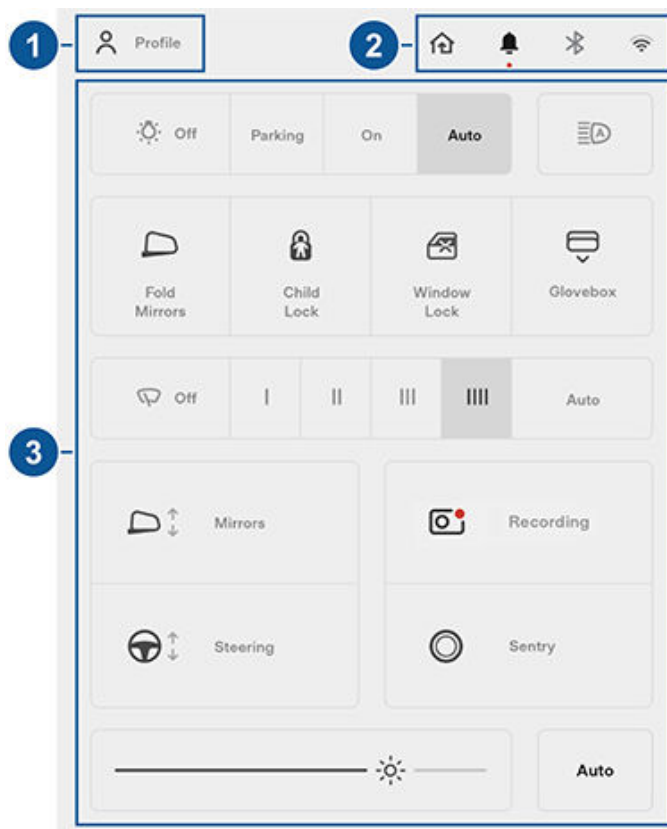 1
Profile
2
Off
Parking
On
Auto
A
Fold
Mirrors
Child
Lock
Window
Lock
Glovebox
Off
I
II
III
IIII
Auto
3
Mirrors
Recording
Steering
Sentry
Auto